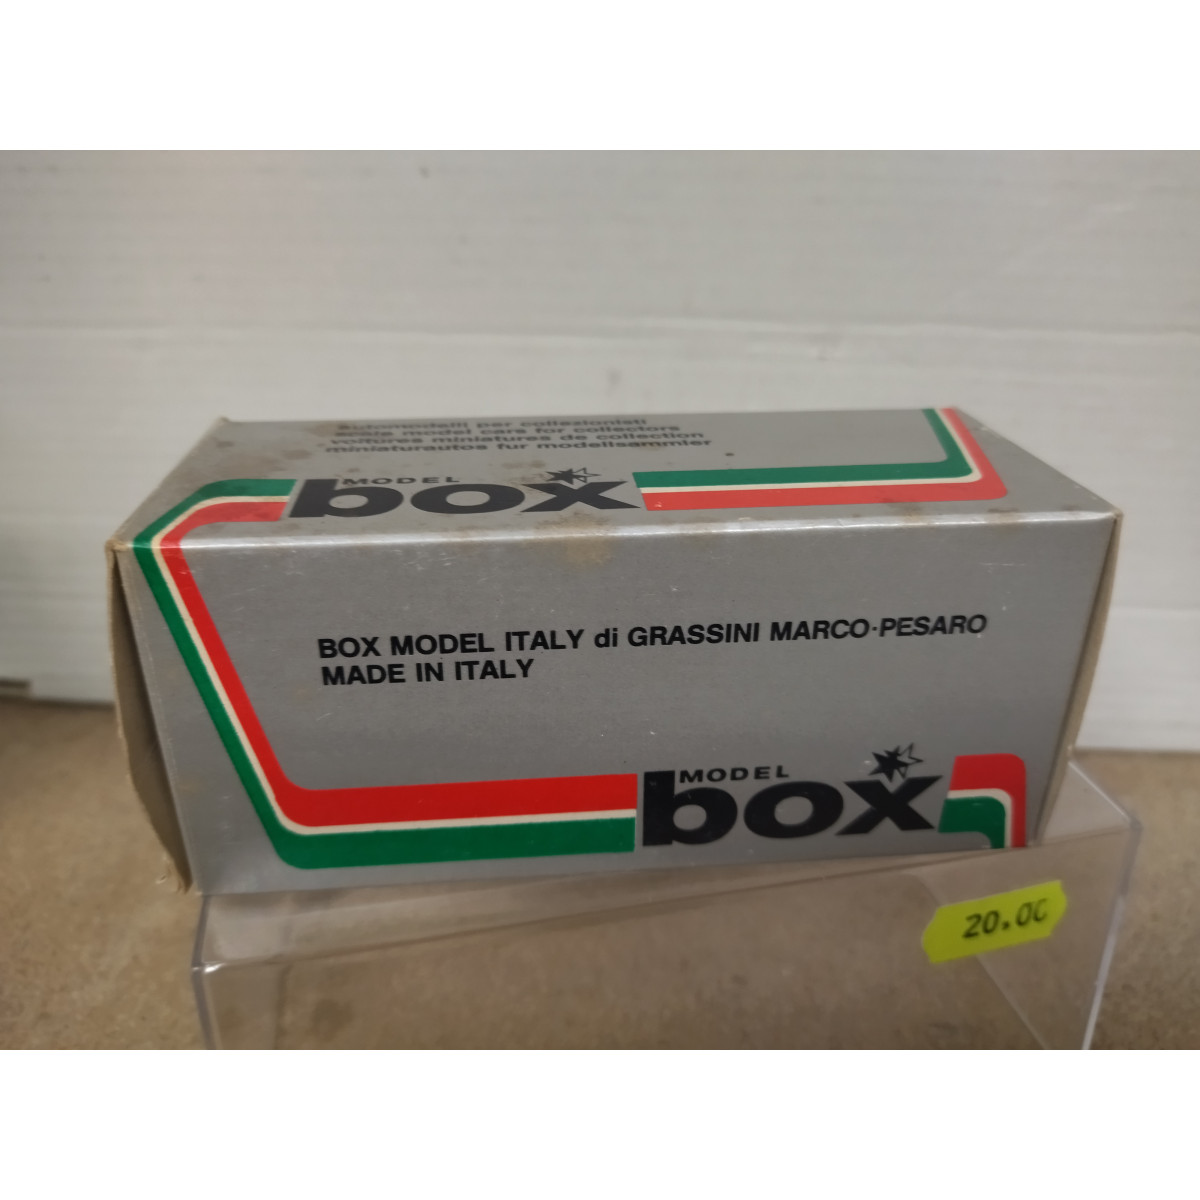 automodelli per collezionisti
scale model cars for collectors
voitures miniatures de collection
miniaturautos fur modellsammler
MODEL
box
BOX MODEL ITALY di GRASSINI MARCO·PESARO
MADE IN ITALY
MODEL
box
20.00